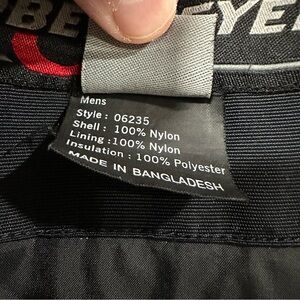 Mens
Style : 06235
Shell : 100% Nylon
Lining :100% Nylon
Insulation : 100% Polyester
MADE IN BANGLADESH